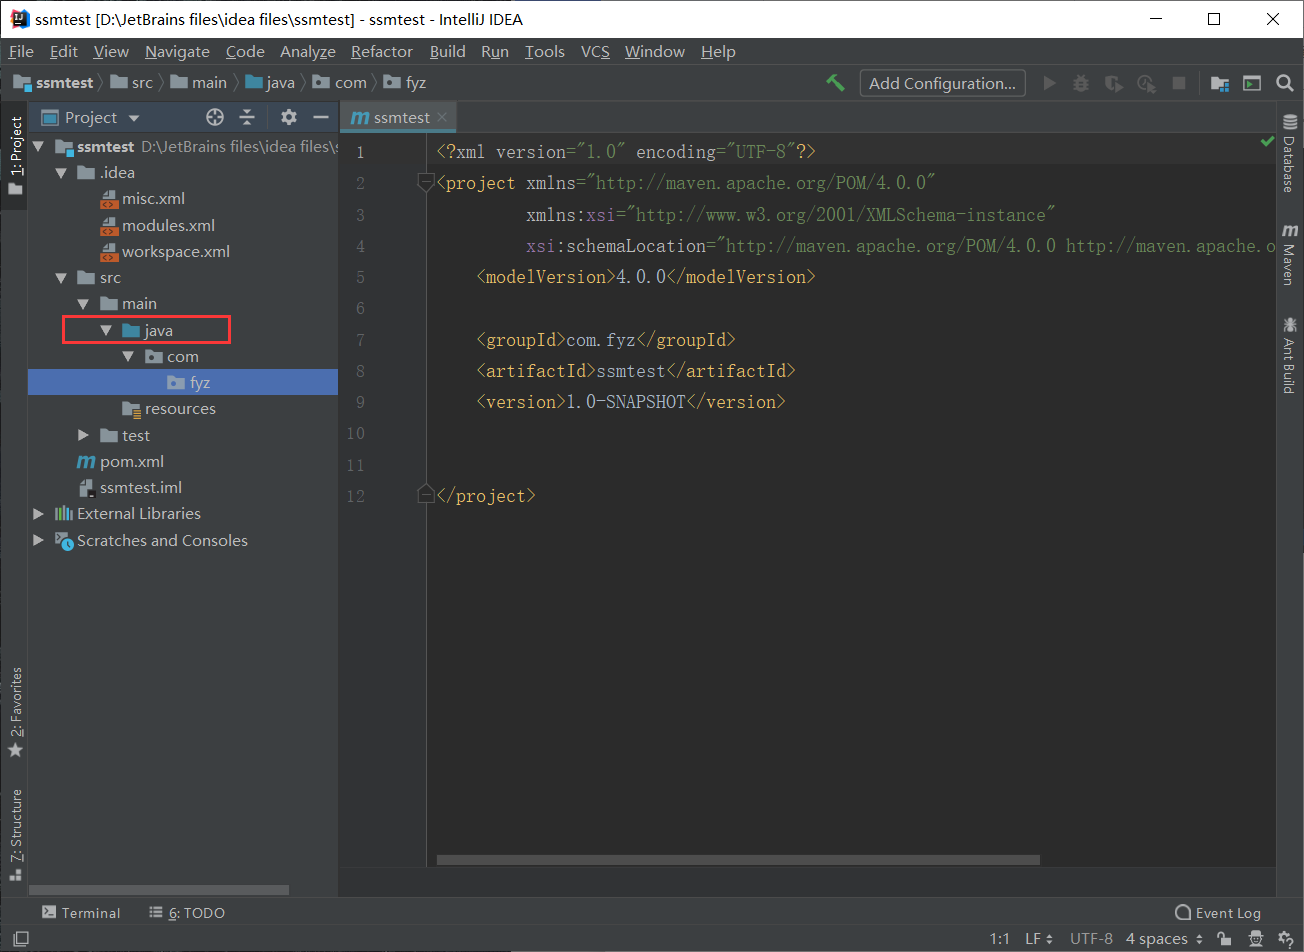 ssmtest [D:\JetBrains files\idea files\ssmtest] - ssmtest - IntelliJ IDEA
File Edit View Navigate Code Analyze Refactor Build Run Tools VCS Window Help
ssmtest src main java com fyz Add Configuration...
1: Project
Project
ssmtest
ssmtest D:\JetBrains files\idea files\s
.idea
misc.xml
modules.xml
workspace.xml
src
main
java
com
fyz
resources
test
pom.xml
ssmtest.iml
External Libraries
Scratches and Consoles
1 <?xml version="1.0" encoding="UTF-8"?>
2 <project xmlns="http://maven.apache.org/POM/4.0.0"
3 xmlns:xsi="http://www.w3.org/2001/XMLSchema-instance"
4 xsi:schemaLocation="http://maven.apache.org/POM/4.0.0 http://maven.apache.o
5 <modelVersion>4.0.0</modelVersion>
6
7 <groupId>com.fyz</groupId>
8 <artifactId>ssmtest</artifactId>
9 <version>1.0-SNAPSHOT</version>
10
11
12 </project>
Database
Maven
Ant Build
2: Favorites
7: Structure
Terminal 6: TODO Event Log
1:1 LF UTF-8 4 spaces